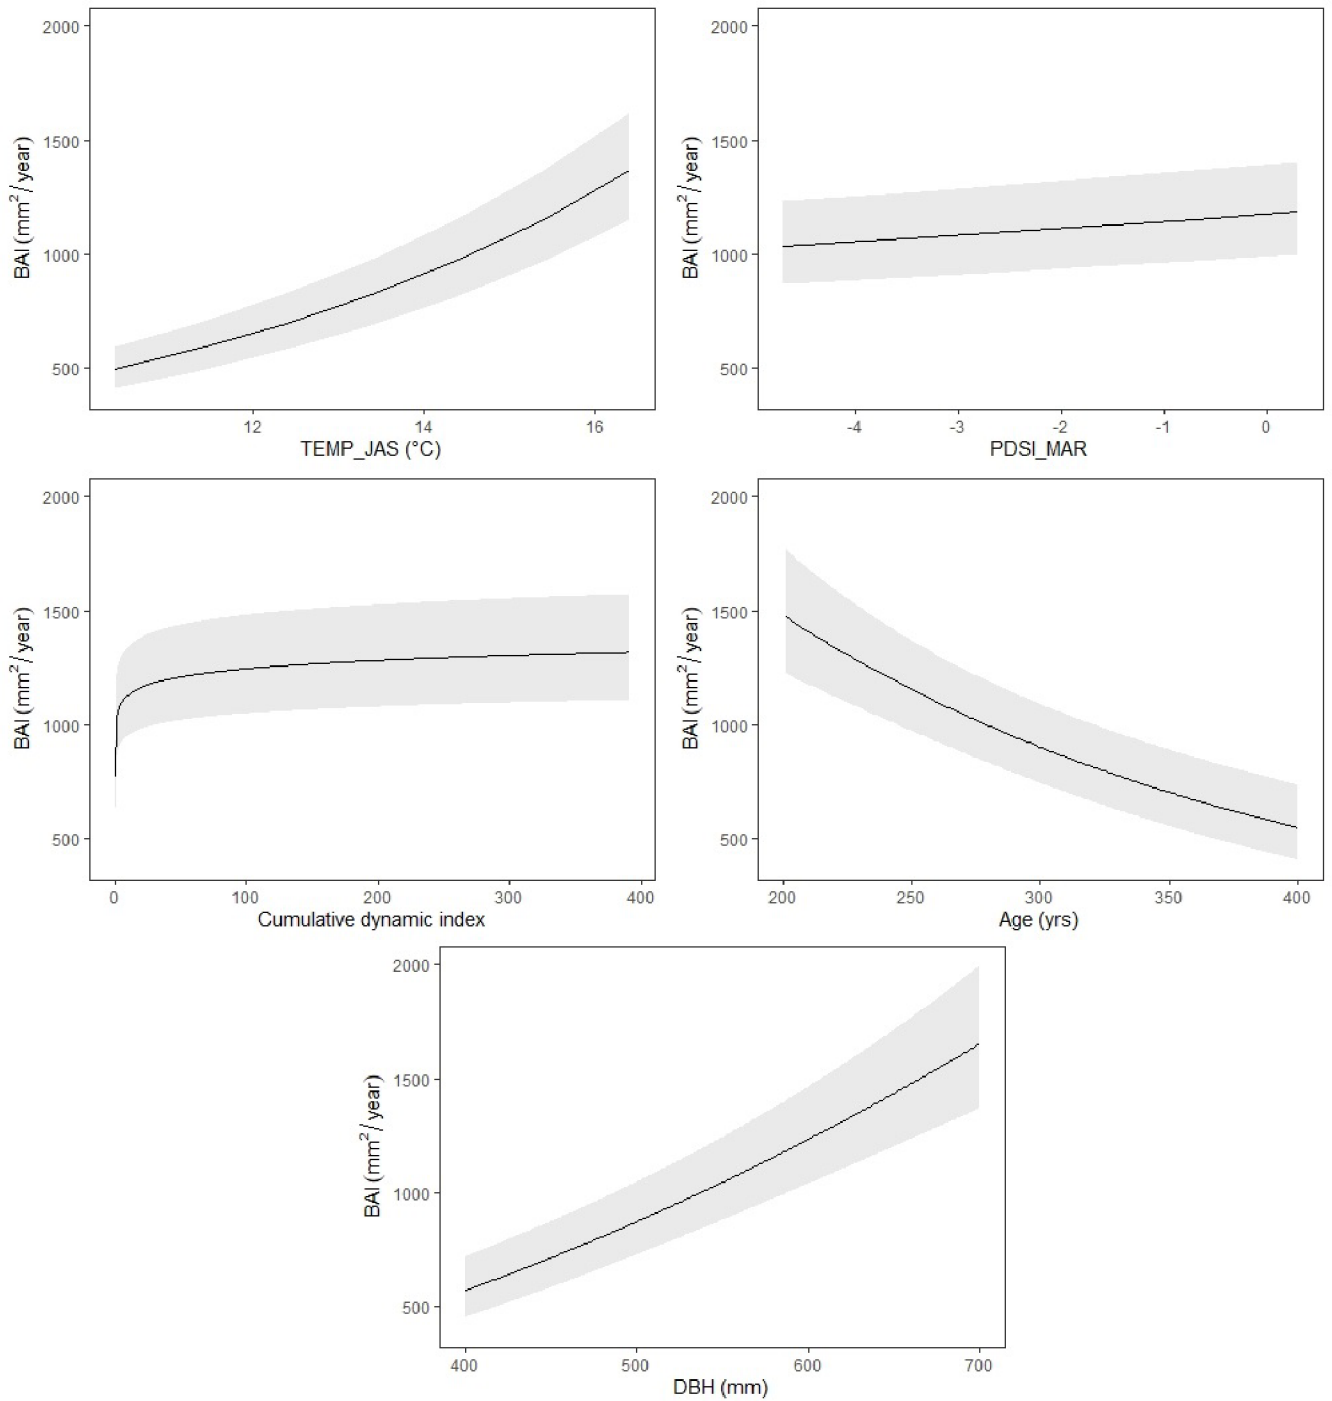 2000
1500
1000
500
BAI (mm²/year)
12 14 16
TEMP_JAS (°C)
2000
1500
1000
500
BAI (mm²/year)
-4 -3 -2 -1 0
PDSI_MAR
2000
1500
1000
500
BAI (mm²/year)
0 100 200 300 400
Cumulative dynamic index
2000
1500
1000
500
BAI (mm²/year)
200 250 300 350 400
Age (yrs)
2000
1500
1000
500
BAI (mm²/year)
400 500 600 700
DBH (mm)